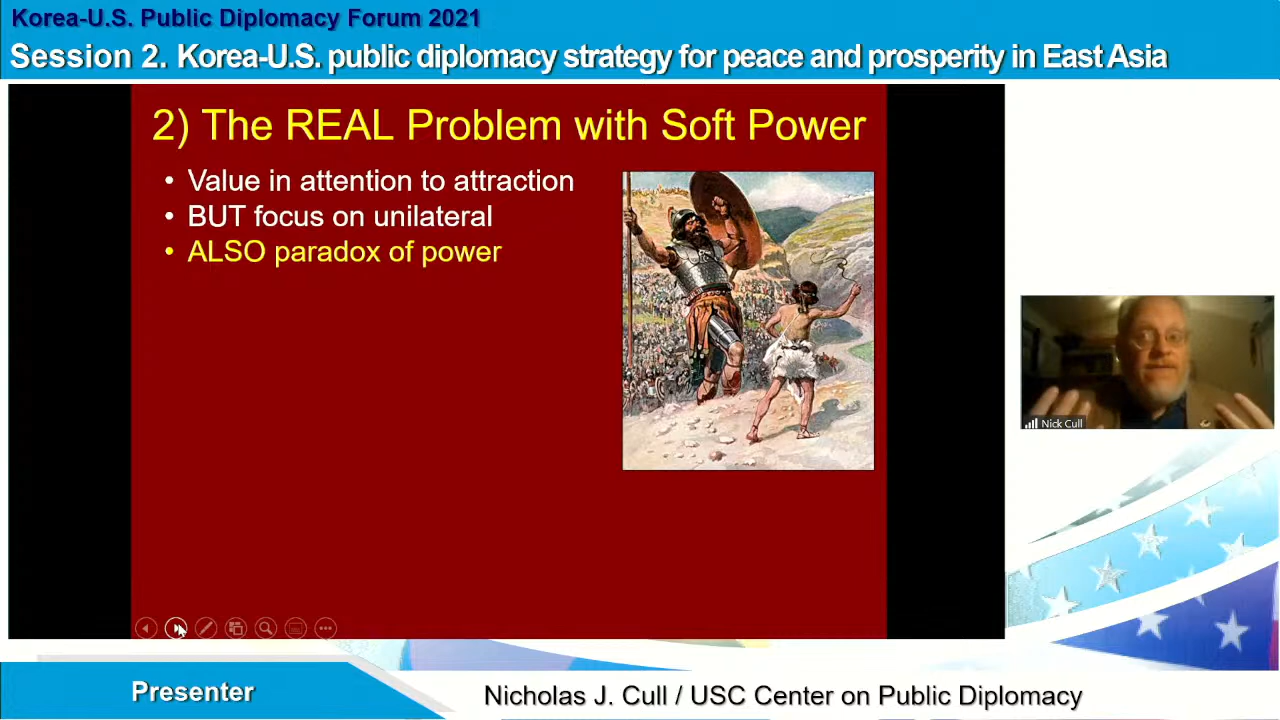 Korea-U.S. Public Diplomacy Forum 2021
Session 2. Korea-U.S. public diplomacy strategy for peace and prosperity in East Asia
2) The REAL Problem with Soft Power
• Value in attention to attraction
• BUT focus on unilateral
• ALSO paradox of power
Nick Cull
Presenter
Nicholas J. Cull / USC Center on Public Diplomacy